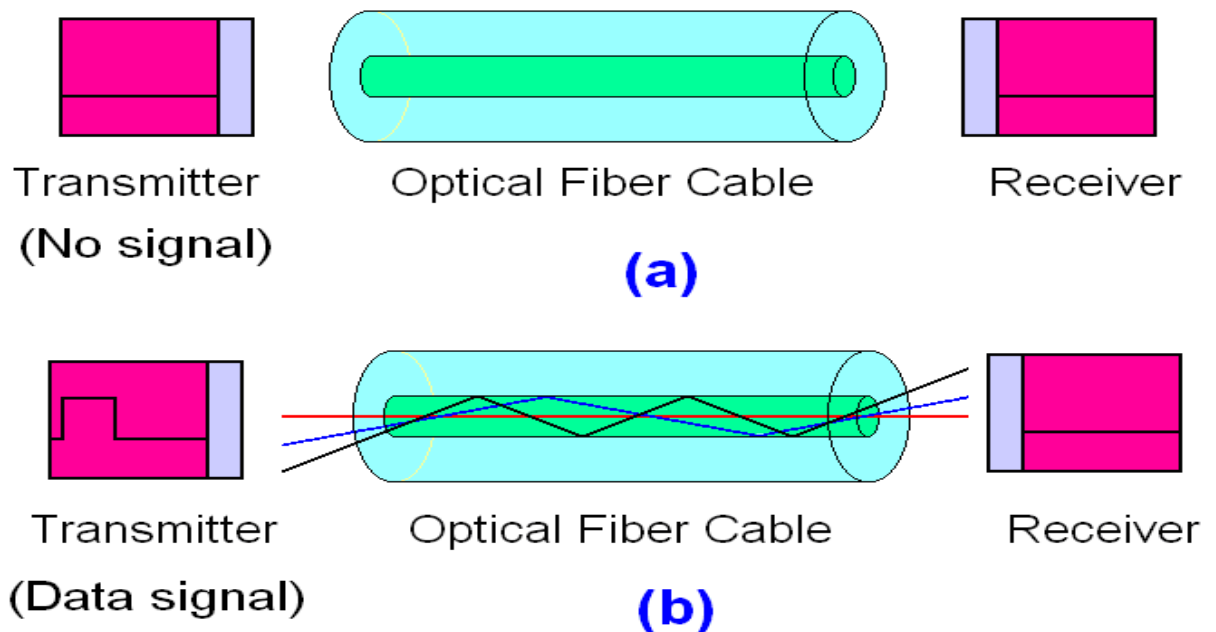 Transmitter Optical Fiber Cable Receiver
(No signal)
(a)
Transmitter Optical Fiber Cable Receiver
(Data signal)
(b)